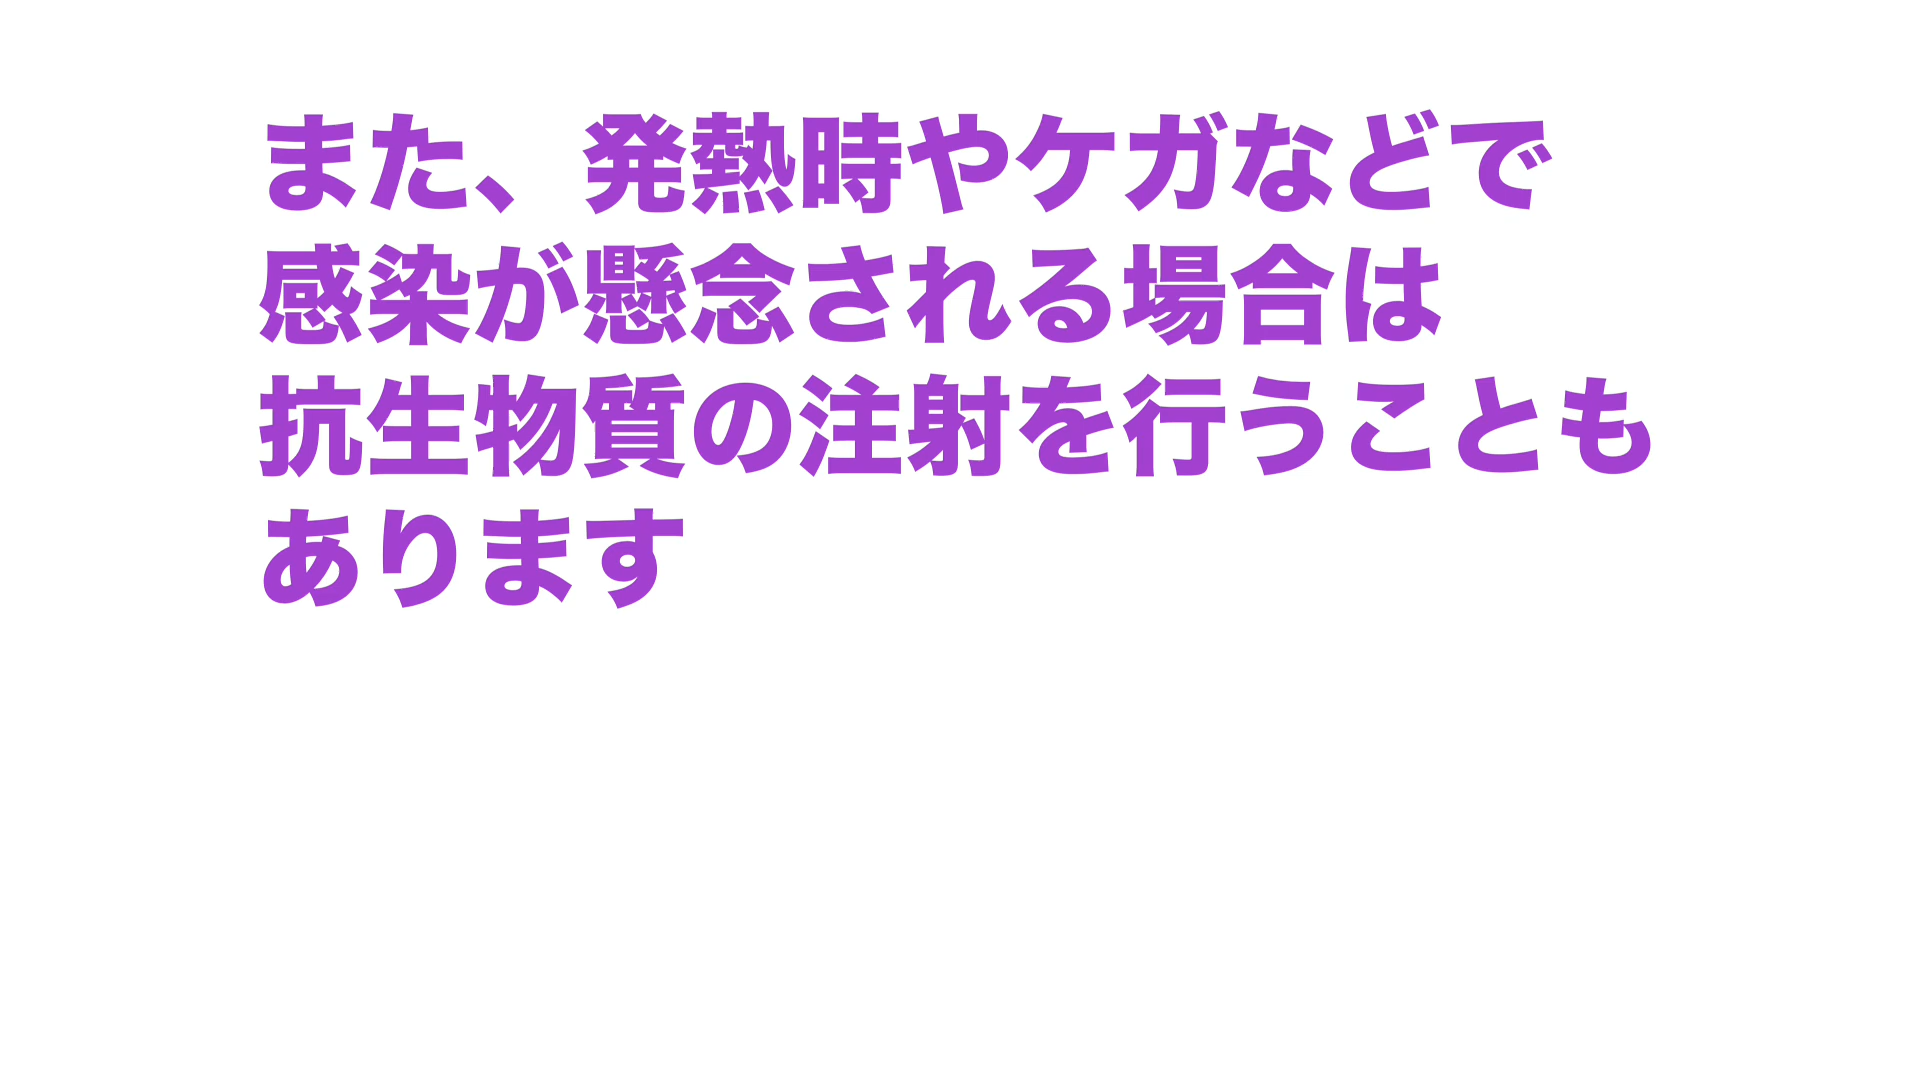 また、発熱時やケガなどで
感染が懸念される場合は
抗生物質の注射を行うことも
あります